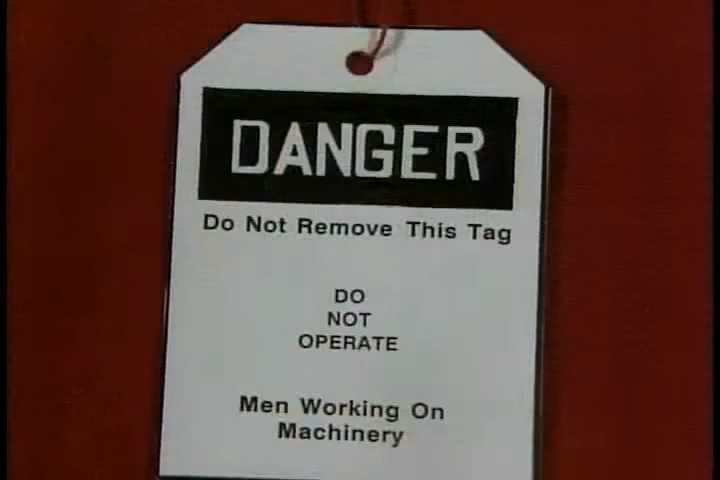 DANGER
Do Not Remove This Tag
DO
NOT
OPERATE
Men Working On
Machinery